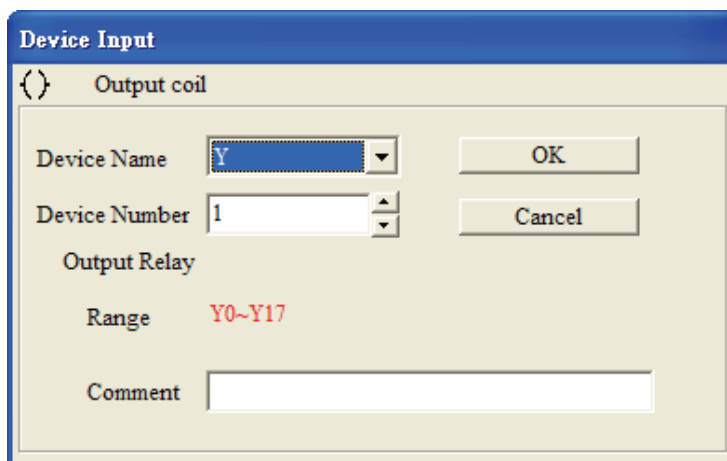 Device Input
Output coil
Device Name Y OK
Device Number 1 Cancel
Output Relay
Range Y0~Y17
Comment